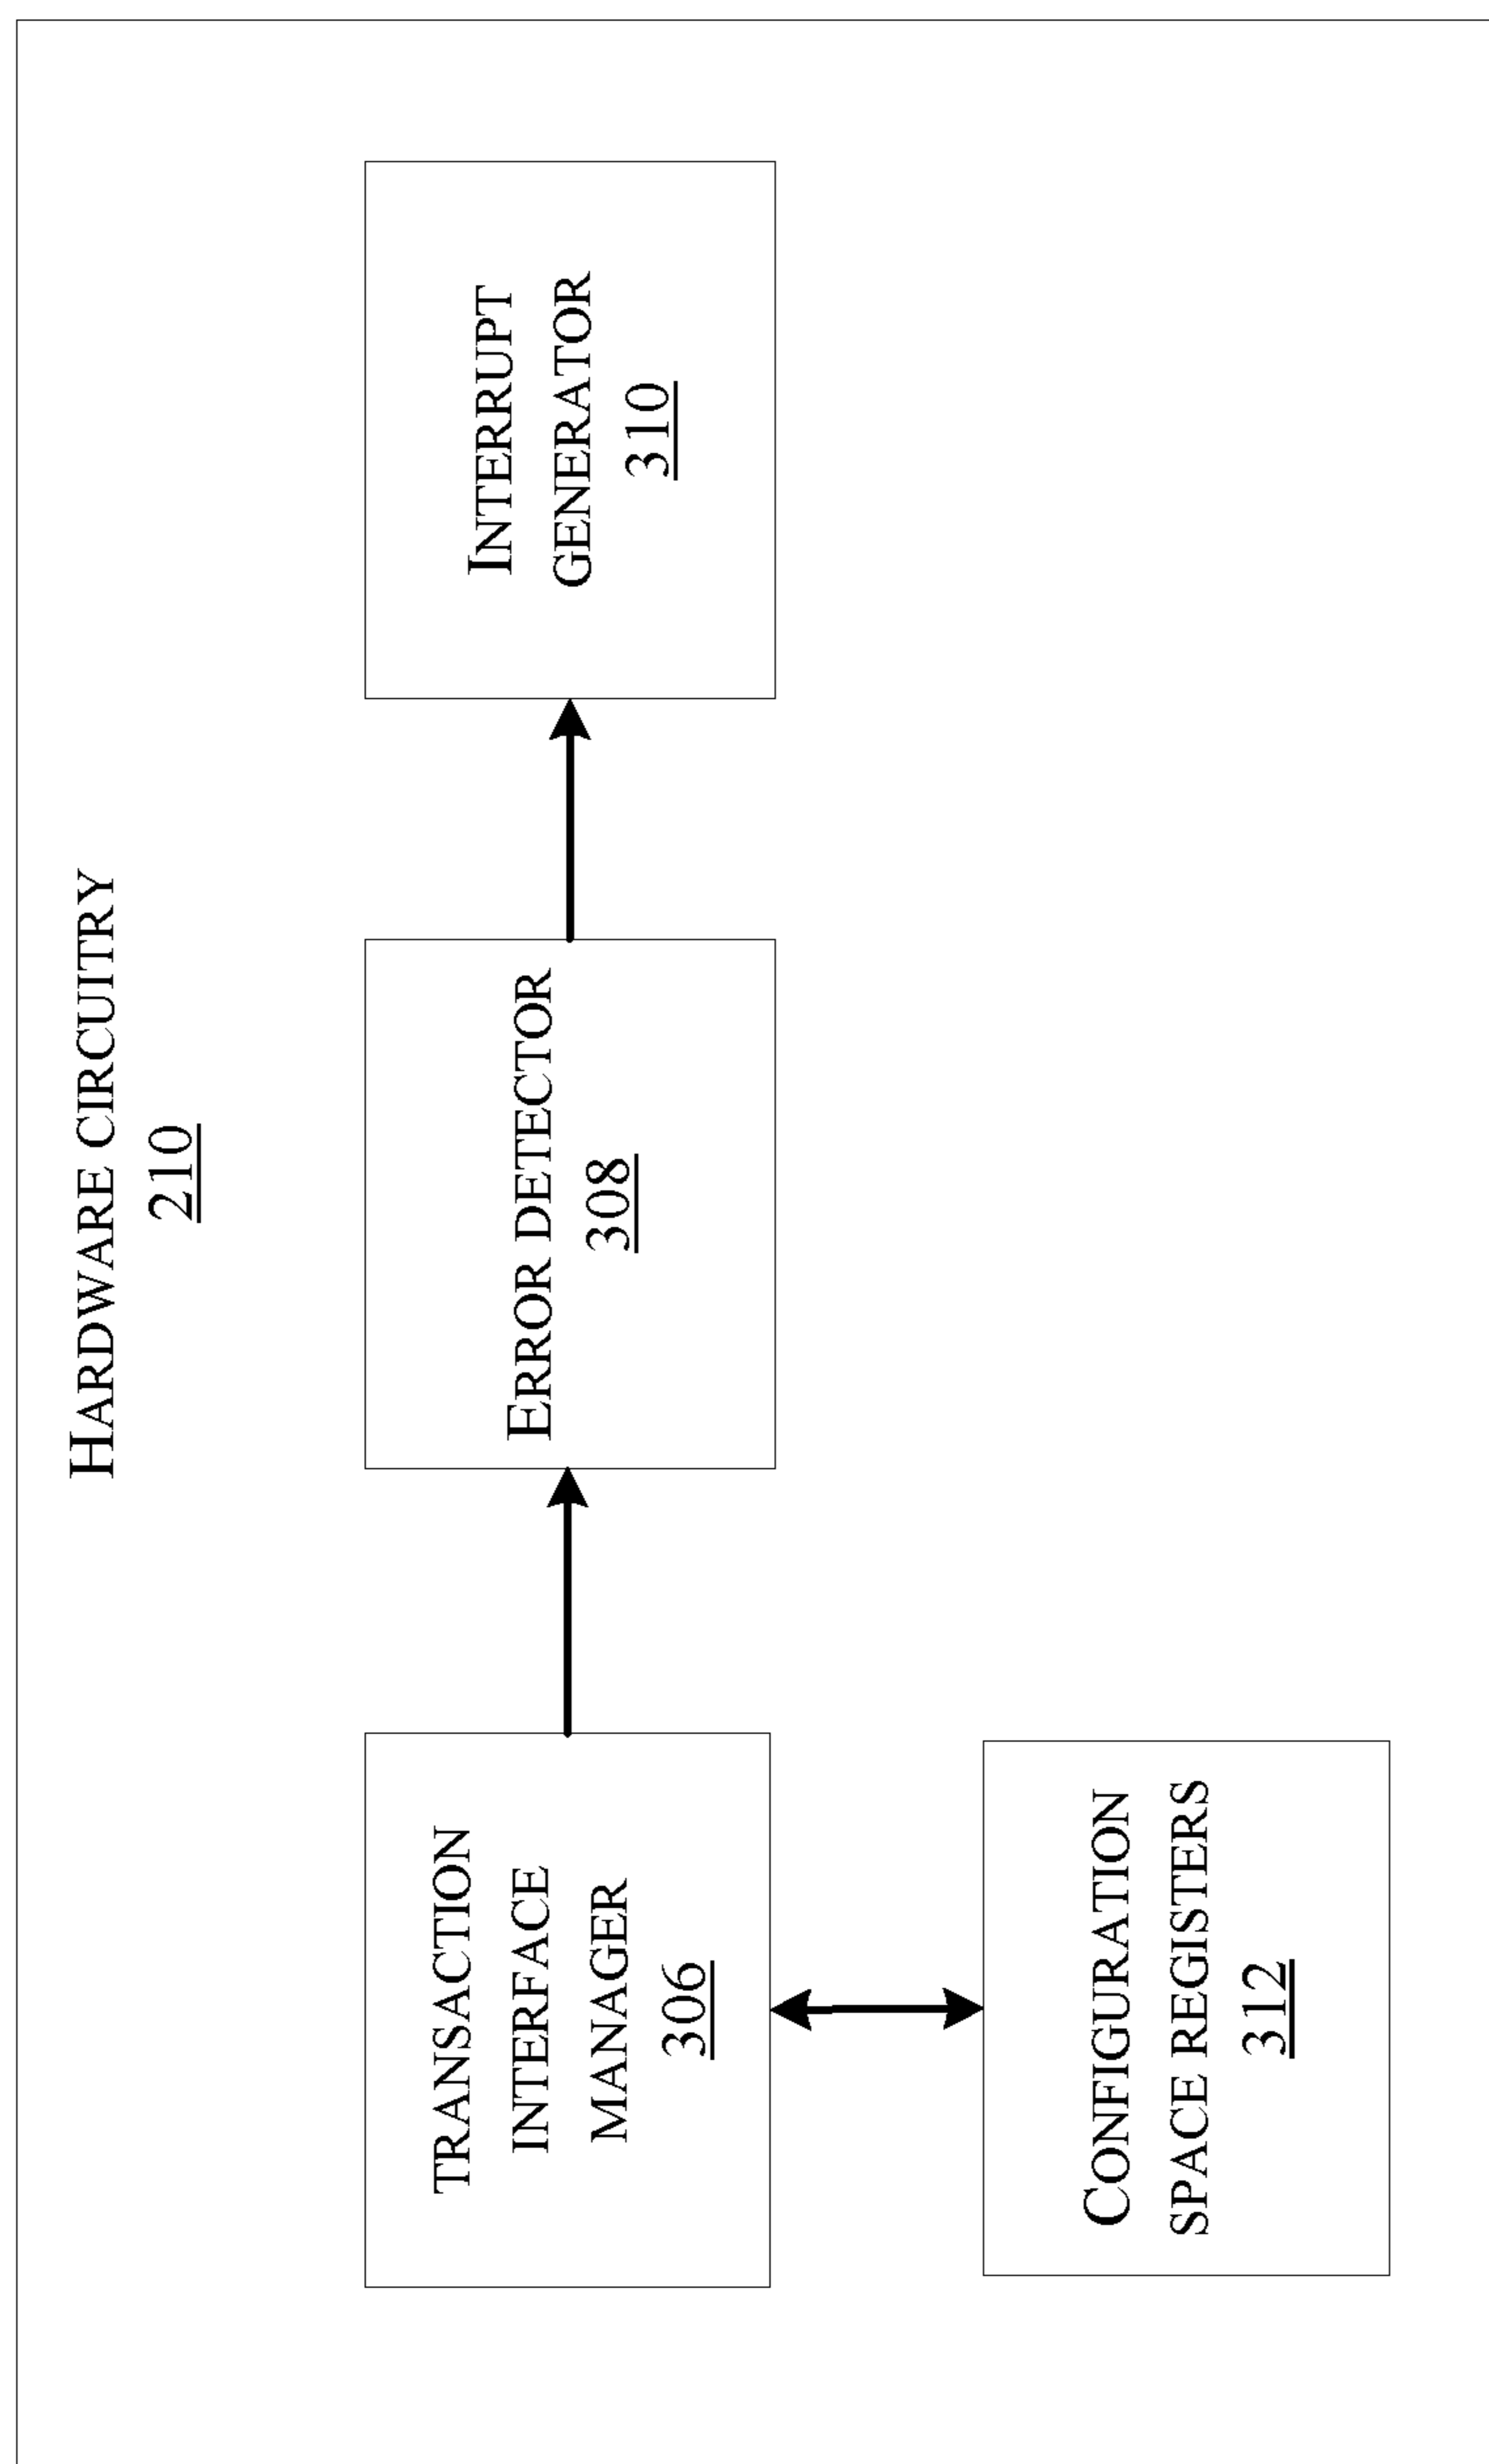 HARDWARE CIRCUITRY
210
TRANSACTION
INTERFACE
MANAGER
306
ERROR DETECTOR
308
INTERRUPT
GENERATOR
310
CONFIGURATION
SPACE REGISTERS
312